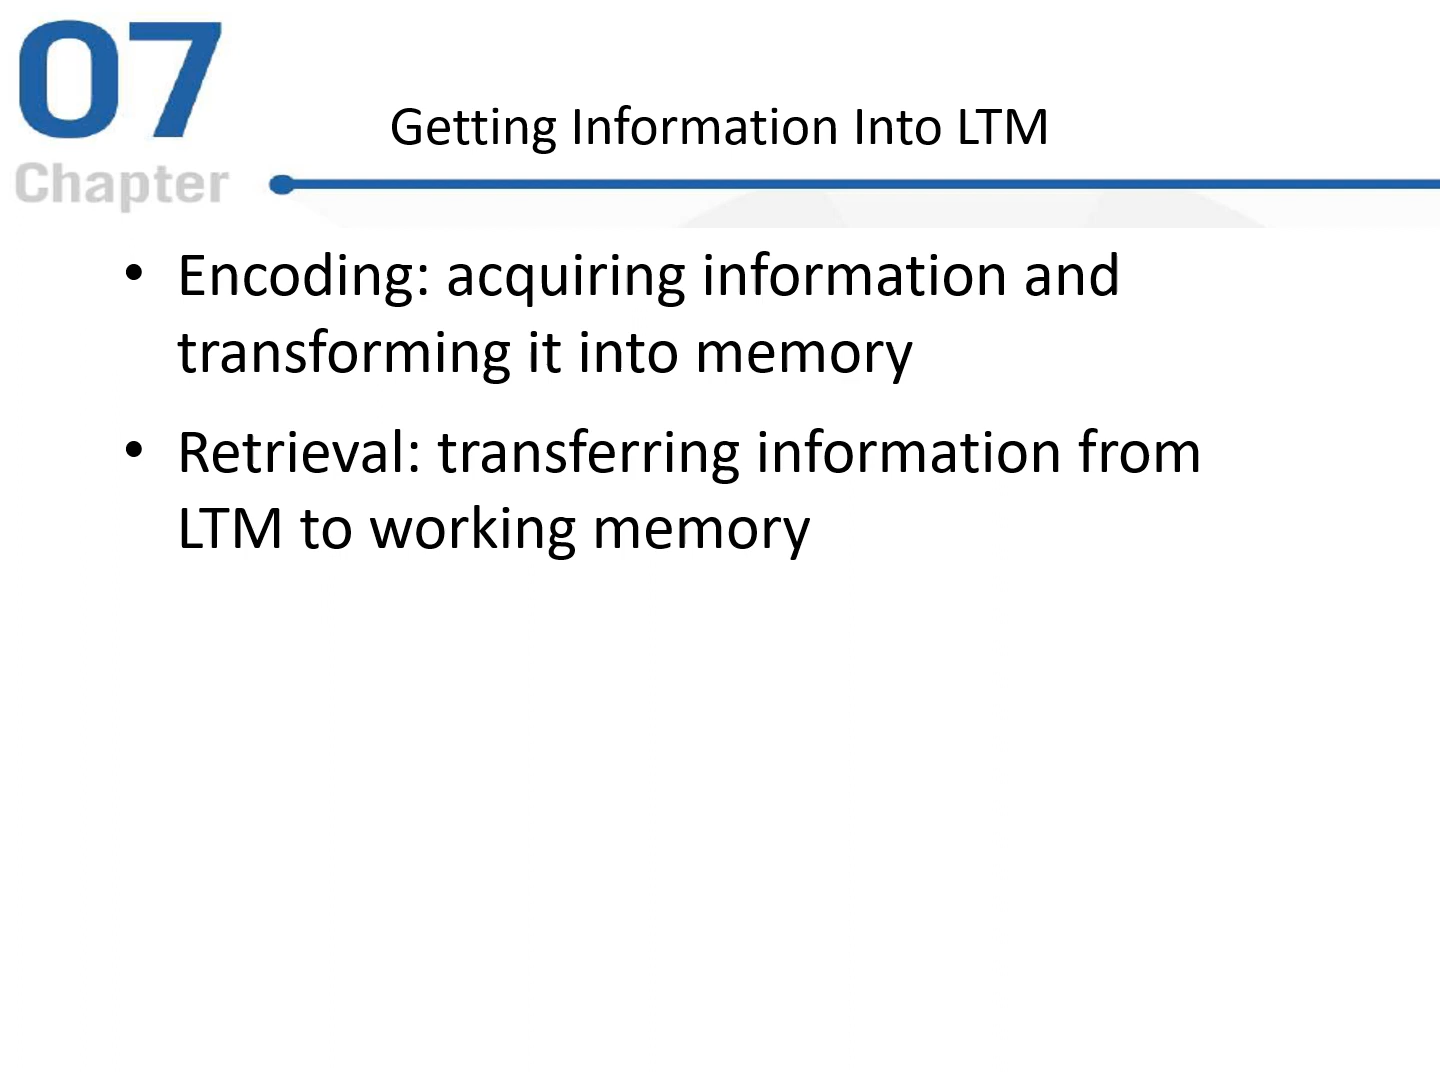 07
Chapter
Getting Information Into LTM
• Encoding: acquiring information and
transforming it into memory
• Retrieval: transferring information from
LTM to working memory